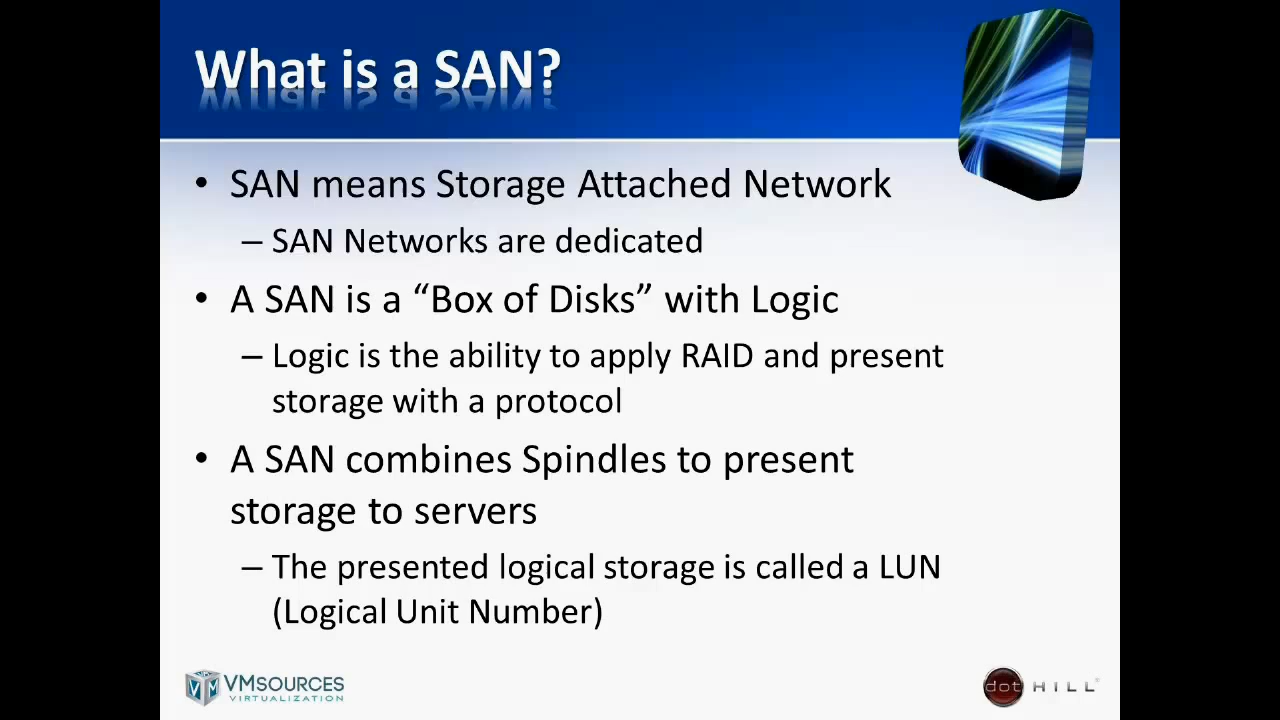 What is a SAN?
• SAN means Storage Attached Network
– SAN Networks are dedicated
• A SAN is a “Box of Disks” with Logic
– Logic is the ability to apply RAID and present
storage with a protocol
• A SAN combines Spindles to present
storage to servers
– The presented logical storage is called a LUN
(Logical Unit Number)
VMSOURCES
VIRTUALIZATION
dot HILL